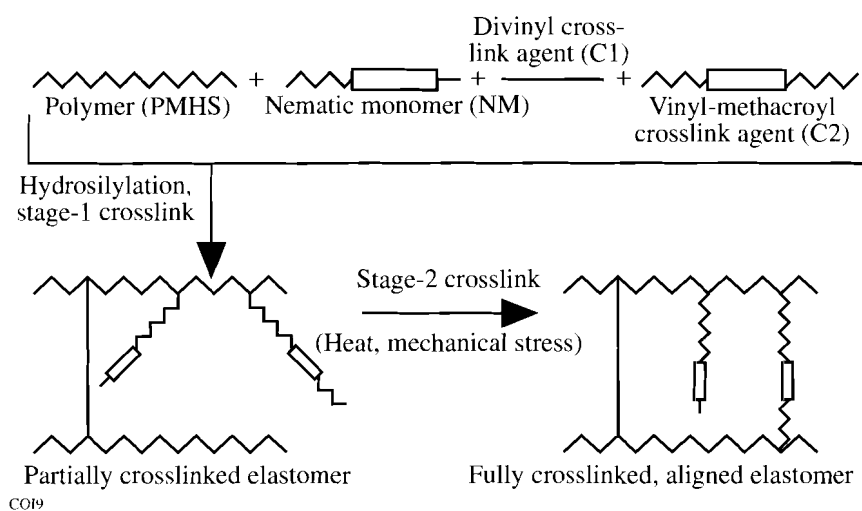 Divinyl cross-
link agent (C1)
+ + +
Polymer (PMHS)
Nematic monomer (NM)
Vinyl-methacroyl
crosslink agent (C2)
Hydrosilylation,
stage-1 crosslink
Stage-2 crosslink
(Heat, mechanical stress)
Partially crosslinked elastomer
Fully crosslinked, aligned elastomer
COI9